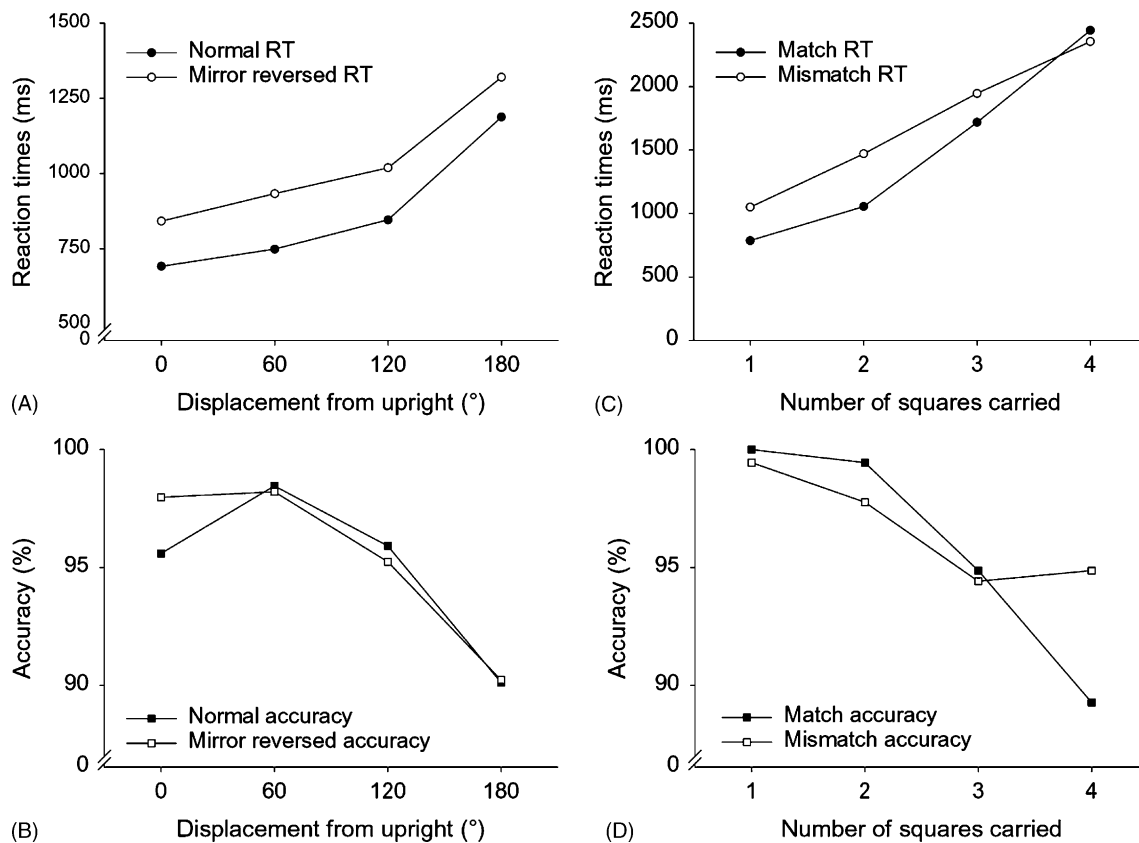 1500
1250
1000
750
500
0
Reaction times (ms)
Normal RT
Mirror reversed RT
0 60 120 180
(A) Displacement from upright (°)
2500
2000
1500
1000
500
0
Reaction times (ms)
Match RT
Mismatch RT
1 2 3 4
(C) Number of squares carried
100
95
90
0
Accuracy (%)
Normal accuracy
Mirror reversed accuracy
0 60 120 180
(B) Displacement from upright (°)
100
95
90
0
Accuracy (%)
Match accuracy
Mismatch accuracy
1 2 3 4
(D) Number of squares carried